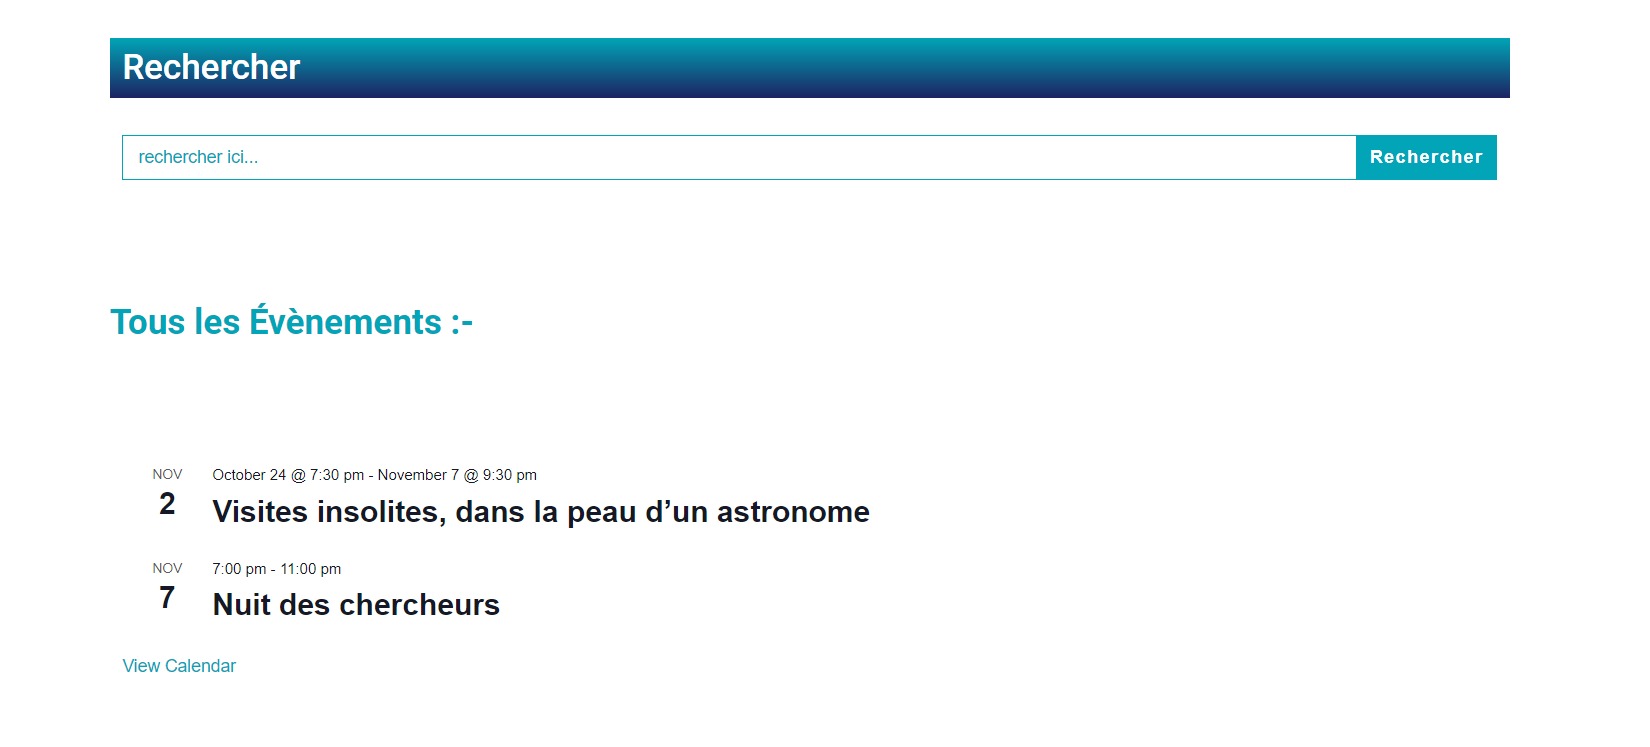 Rechercher
rechercher ici...
Rechercher
Tous les Évènements :-
NOV
2
October 24 @ 7:30 pm - November 7 @ 9:30 pm
Visites insolites, dans la peau d’un astronome
NOV
7
7:00 pm - 11:00 pm
Nuit des chercheurs
View Calendar